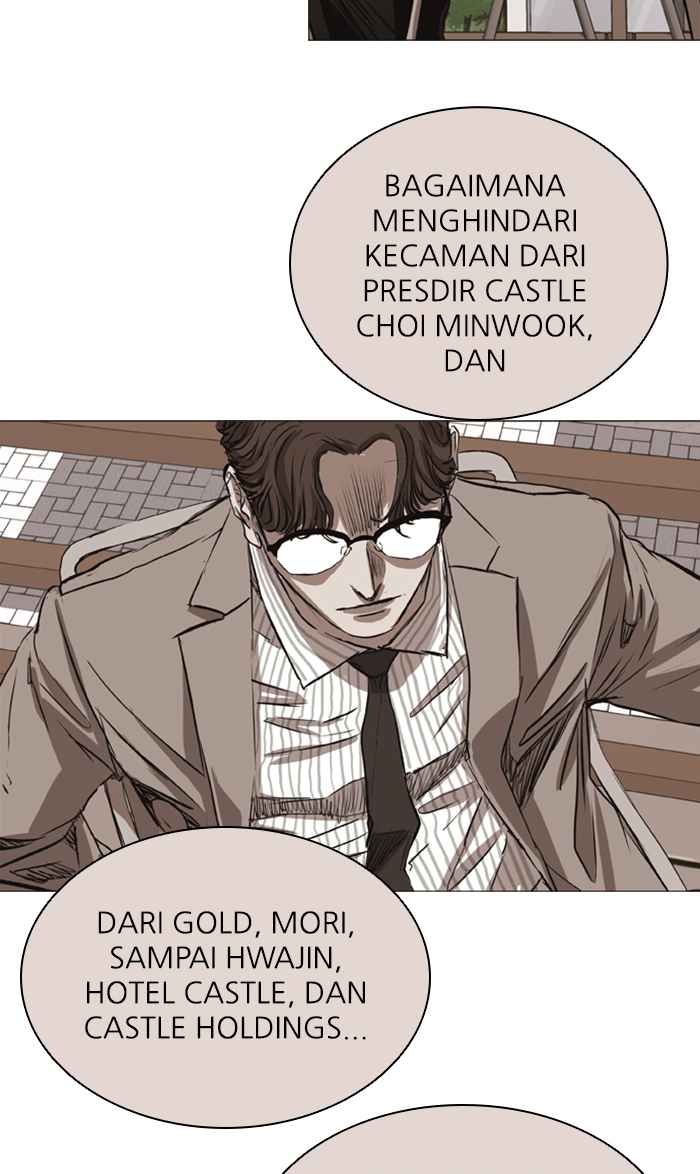 BAGAIMANA
MENGHINDARI
KECAMAN DARI
PRESDIR CASTLE
CHOI MINWOOK,
DAN
DARI GOLD, MORI,
SAMPAI HWAJIN,
HOTEL CASTLE, DAN
CASTLE HOLDINGS...